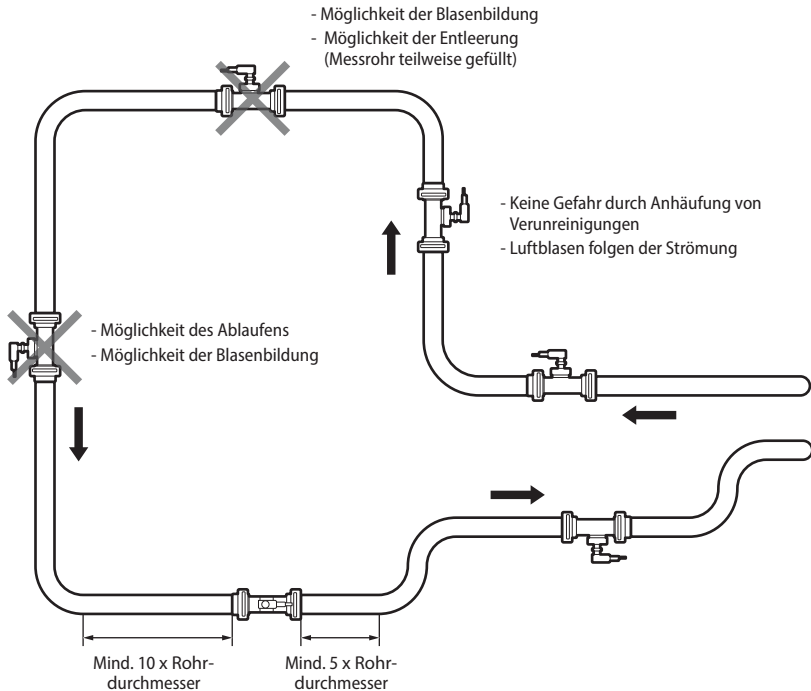 - Möglichkeit der Blasenbildung
- Möglichkeit der Entleerung
(Messrohr teilweise gefüllt)
- Keine Gefahr durch Anhäufung von
Verunreinigungen
- Luftblasen folgen der Strömung
- Möglichkeit des Ablaufens
- Möglichkeit der Blasenbildung
Mind. 10 x Rohr-
durchmesser
Mind. 5 x Rohr-
durchmesser